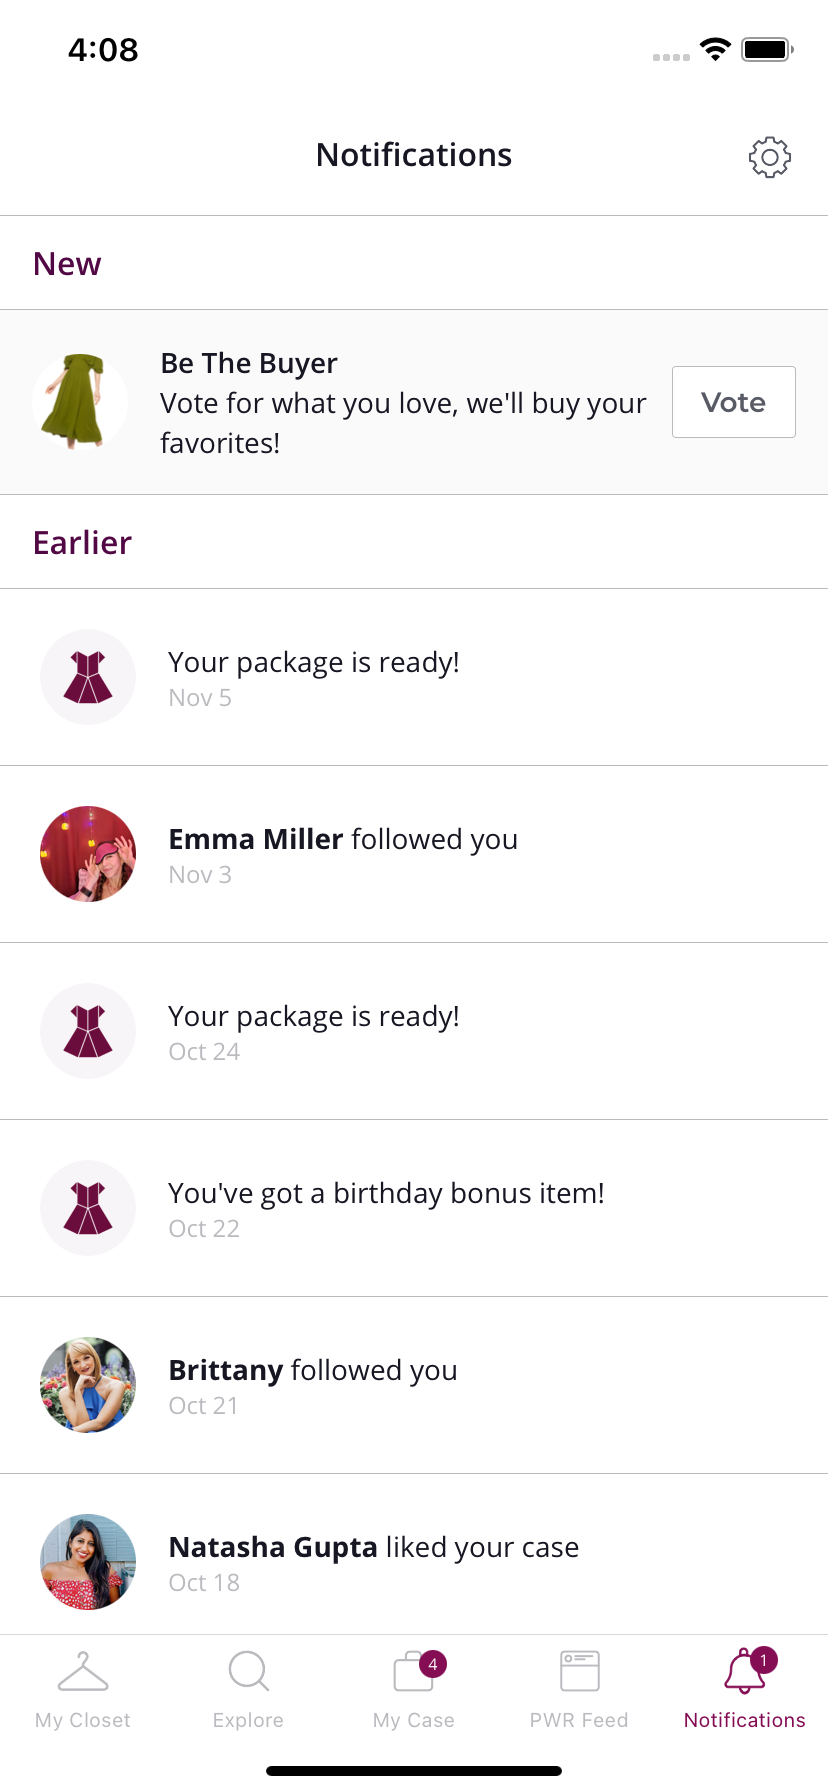 4:08
Notifications
New
Be The Buyer
Vote for what you love, we'll buy your
favorites!
Vote
Earlier
Your package is ready!
Nov 5
Emma Miller followed you
Nov 3
Your package is ready!
Oct 24
You've got a birthday bonus item!
Oct 22
Brittany followed you
Oct 21
Natasha Gupta liked your case
Oct 18
4
1
My Closet
Explore
My Case
PWR Feed
Notifications